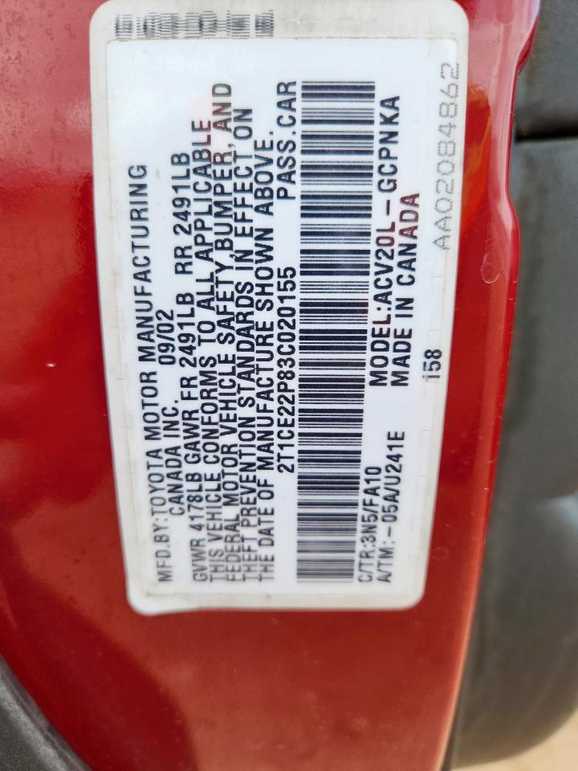 MFD.BY:TOYOTA MOTOR MANUFACTURING
CANADA INC. 09/02
GVWR 4178LB GAWR FR 2491LB RR 2491LB
THIS VEHICLE CONFORMS TO ALL APPLICABLE
FEDERAL MOTOR VEHICLE SAFETY,BUMPER, AND
THEFT PREVENTION STANDARDS IN EFFECT ON
THE DATE OF MANUFACTURE SHOWN ABOVE.
2T1CE22P83C020155 PASS.CAR
C/TR:3N5/FA10 MODEL:ACV20L-GCPNKA
A/TM:-05A/U241E MADE IN CANADA
158
AA02084862